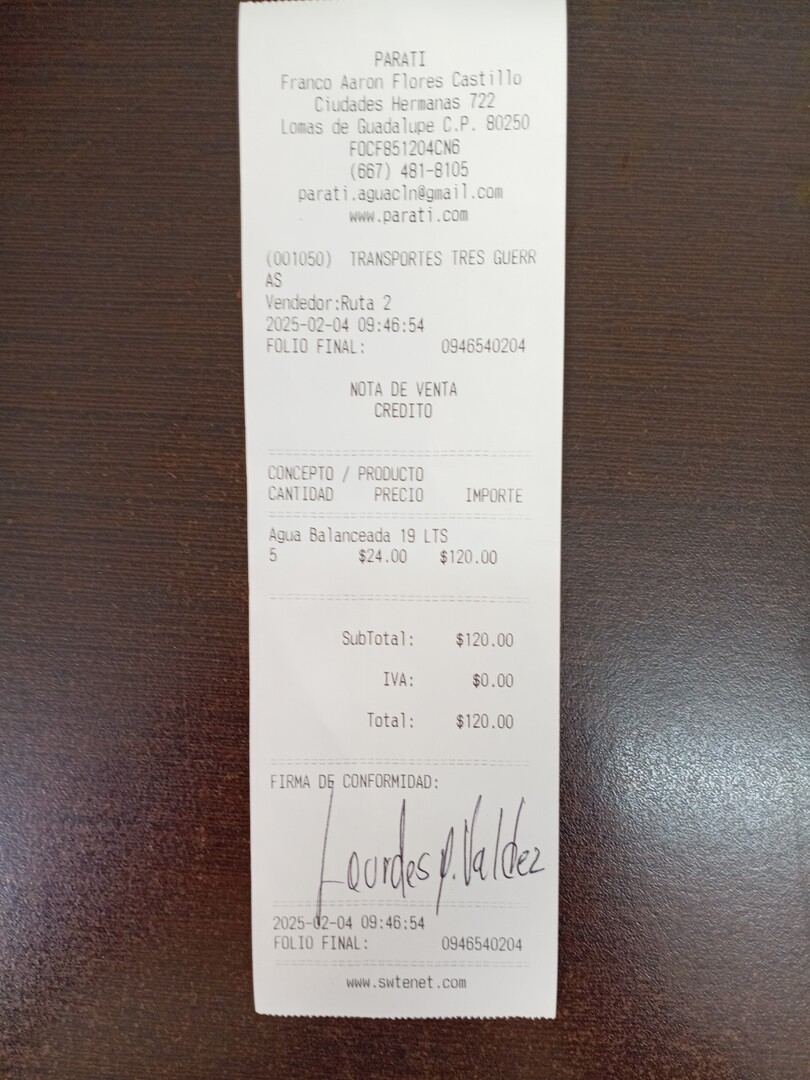 PARATI
Franco Aaron Flores Castillo
Ciudades Hermanas 722
Lomas de Guadalupe C.P. 80250
FOCF851204CN6
(667) 481-8105
parati.aguacln@gmail.com
www.parati.com
(001050) TRANSPORTES TRES GUERR
AS
Vendedor:Ruta 2
2025-02-04 09:46:54
FOLIO FINAL: 0946540204
NOTA DE VENTA
CREDITO
CONCEPTO / PRODUCTO
CANTIDAD PRECIO IMPORTE
Agua Balanceada 19 LTS
5 $24.00 $120.00
SubTotal: $120.00
IVA: $0.00
Total: $120.00
FIRMA DE CONFORMIDAD:
Lourdes p. Valdez
2025-02-04 09:46:54
FOLIO FINAL: 0946540204
www.swtenet.com